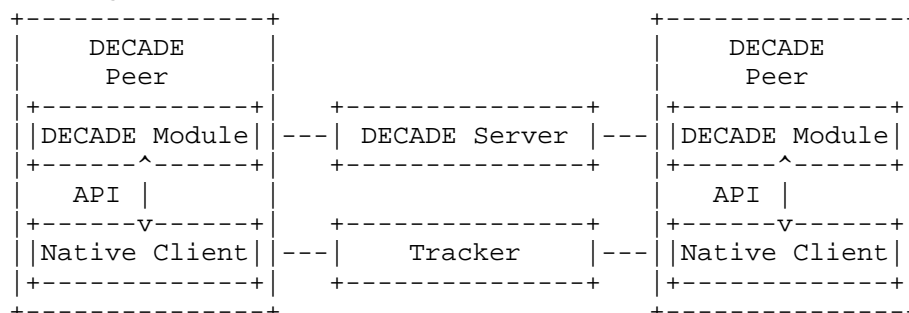 DECADE DECADE
Peer Peer
DECADE Module DECADE Server DECADE Module
API API
Native Client Tracker Native Client